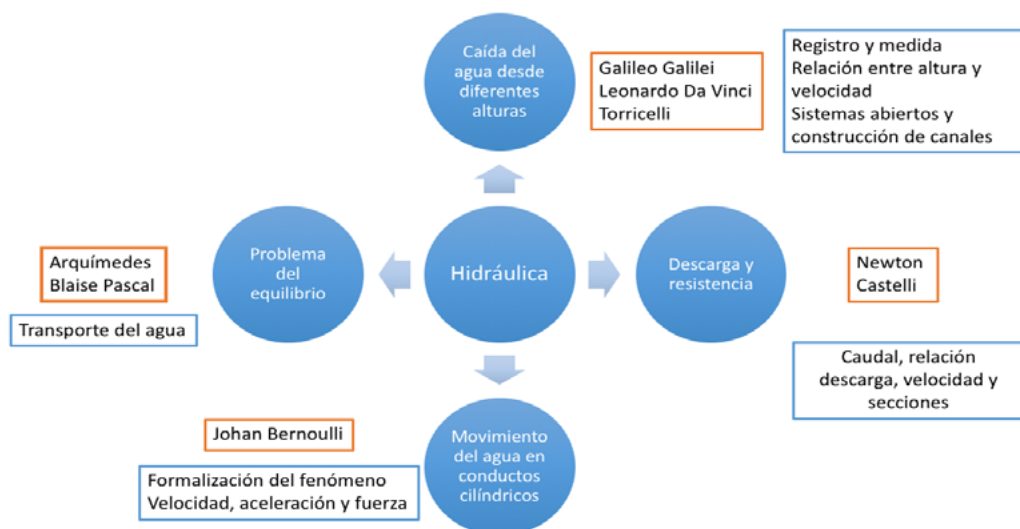 Caída del
agua desde
diferentes
alturas
Galileo Galilei
Leonardo Da Vinci
Torricelli
Registro y medida
Relación entre altura y
velocidad
Sistemas abiertos y
construcción de canales
Arquímedes
Blaise Pascal
Transporte del agua
Problema
del
equilibrio
Hidráulica
Descarga y
resistencia
Newton
Castelli
Caudal, relación
descarga, velocidad y
secciones
Johan Bernoulli
Formalización del fenómeno
Velocidad, aceleración y fuerza
Movimiento
del agua en
conductos
cilíndricos